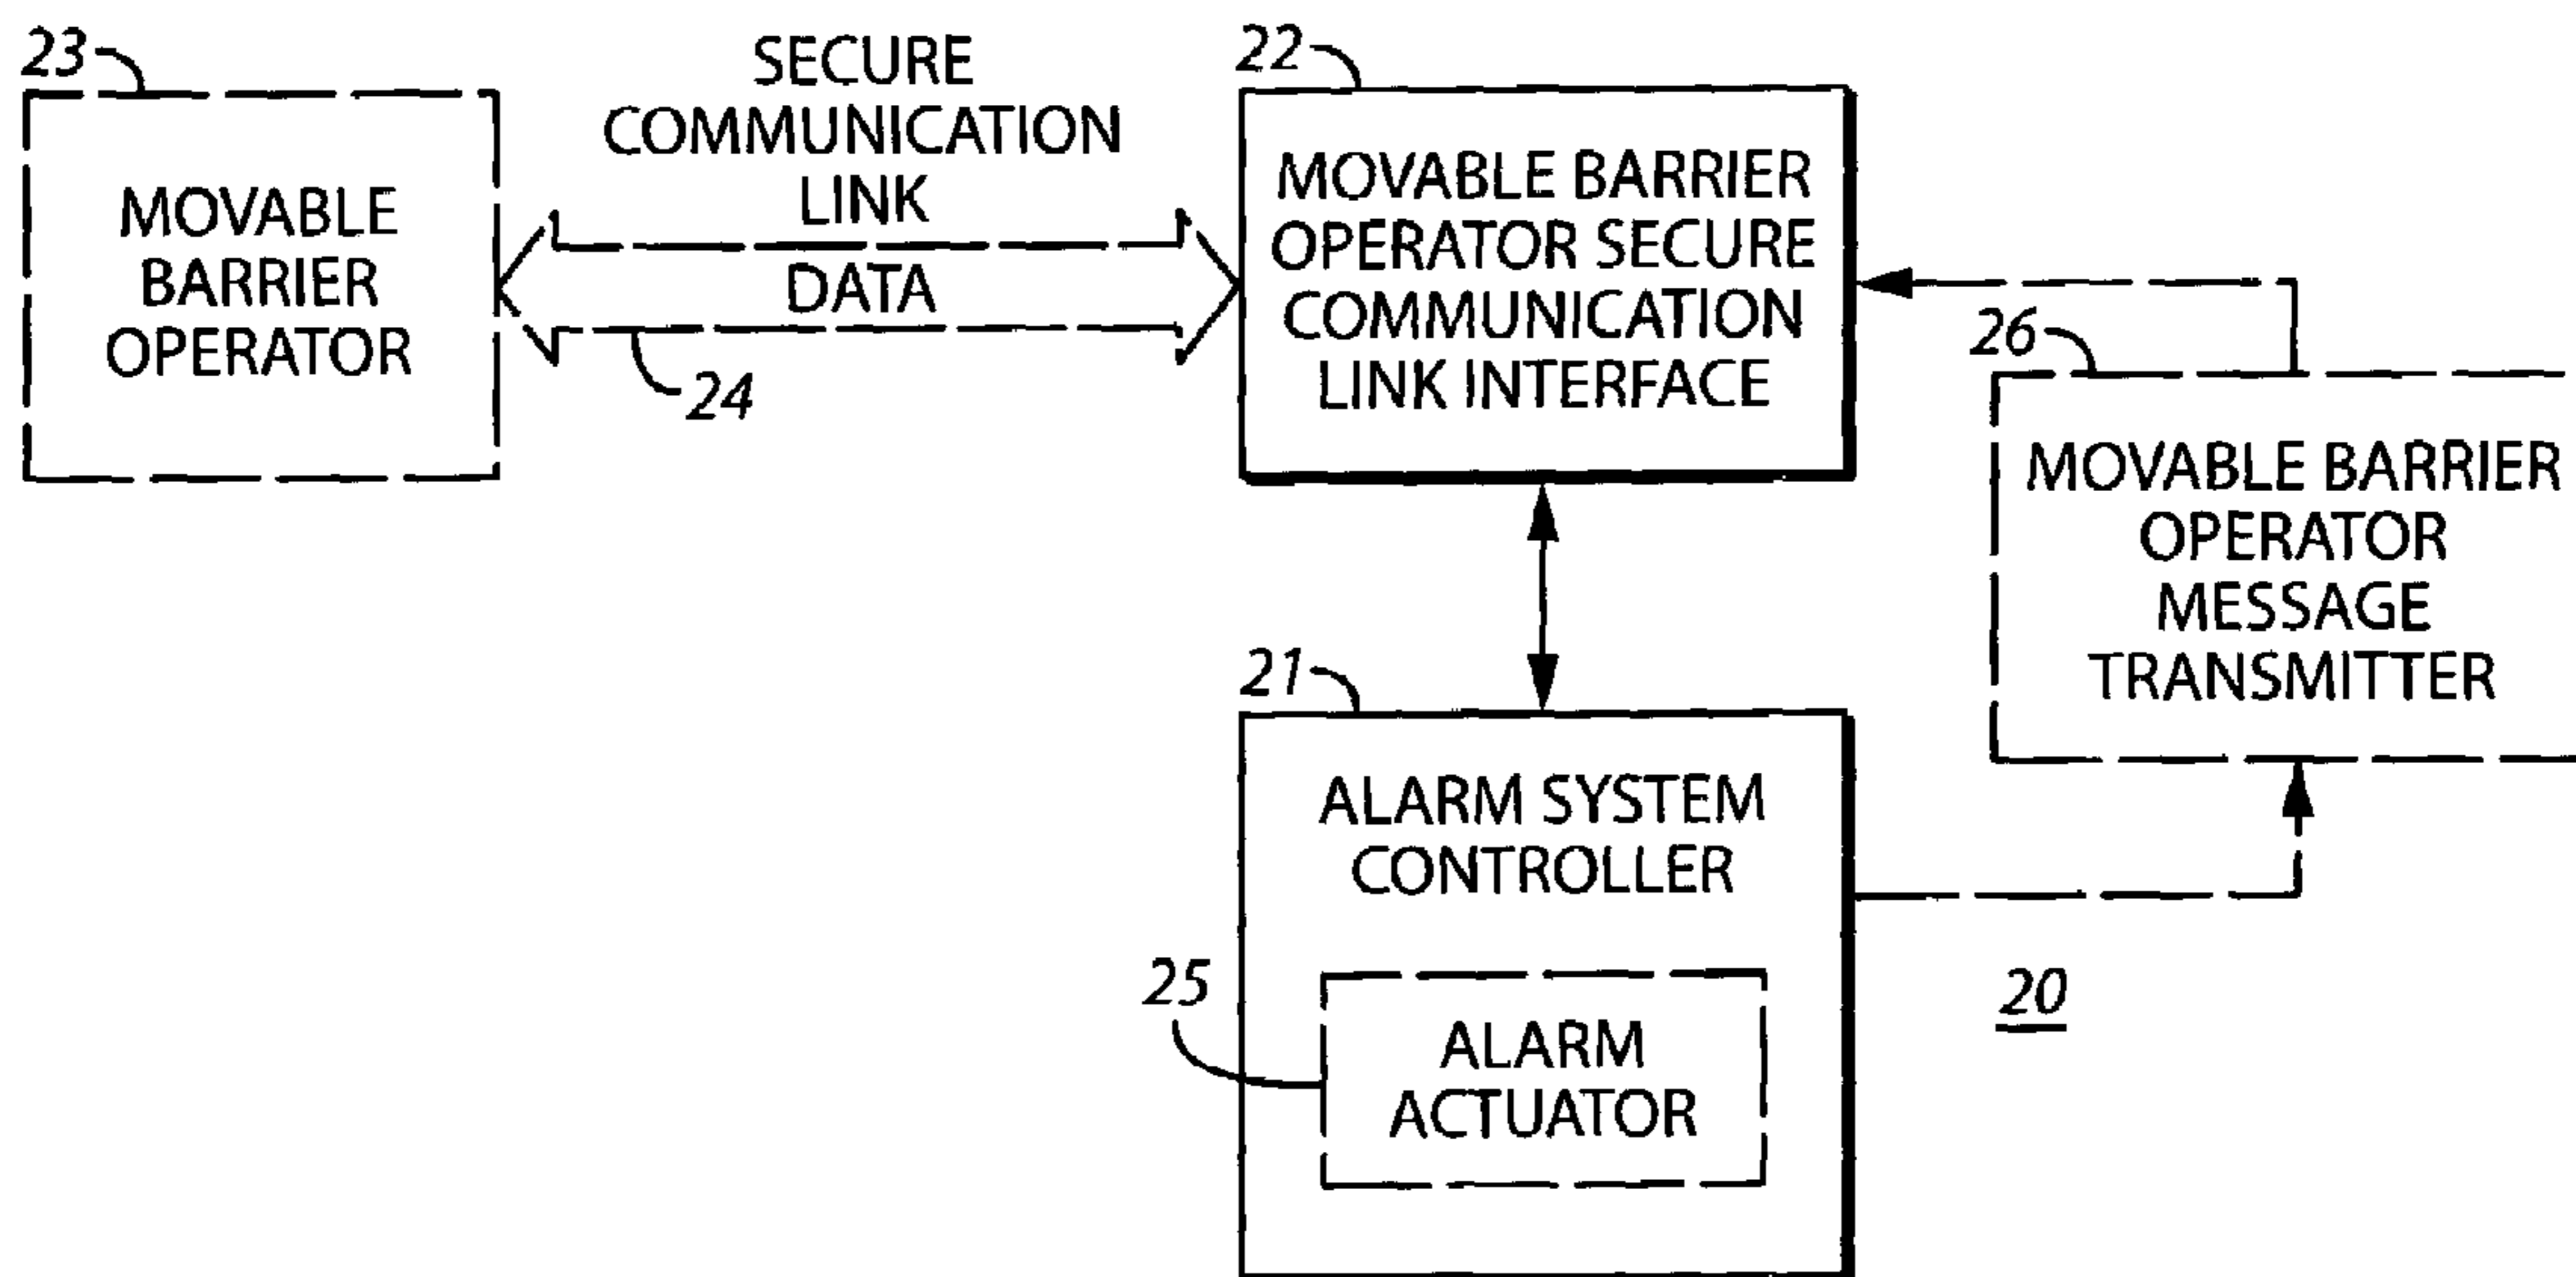 23
MOVABLE
BARRIER
OPERATOR
SECURE
COMMUNICATION
LINK
DATA
24
22
MOVABLE BARRIER
OPERATOR SECURE
COMMUNICATION
LINK INTERFACE
26
MOVABLE BARRIER
OPERATOR
MESSAGE
TRANSMITTER
21
ALARM SYSTEM
CONTROLLER
25
ALARM
ACTUATOR
20